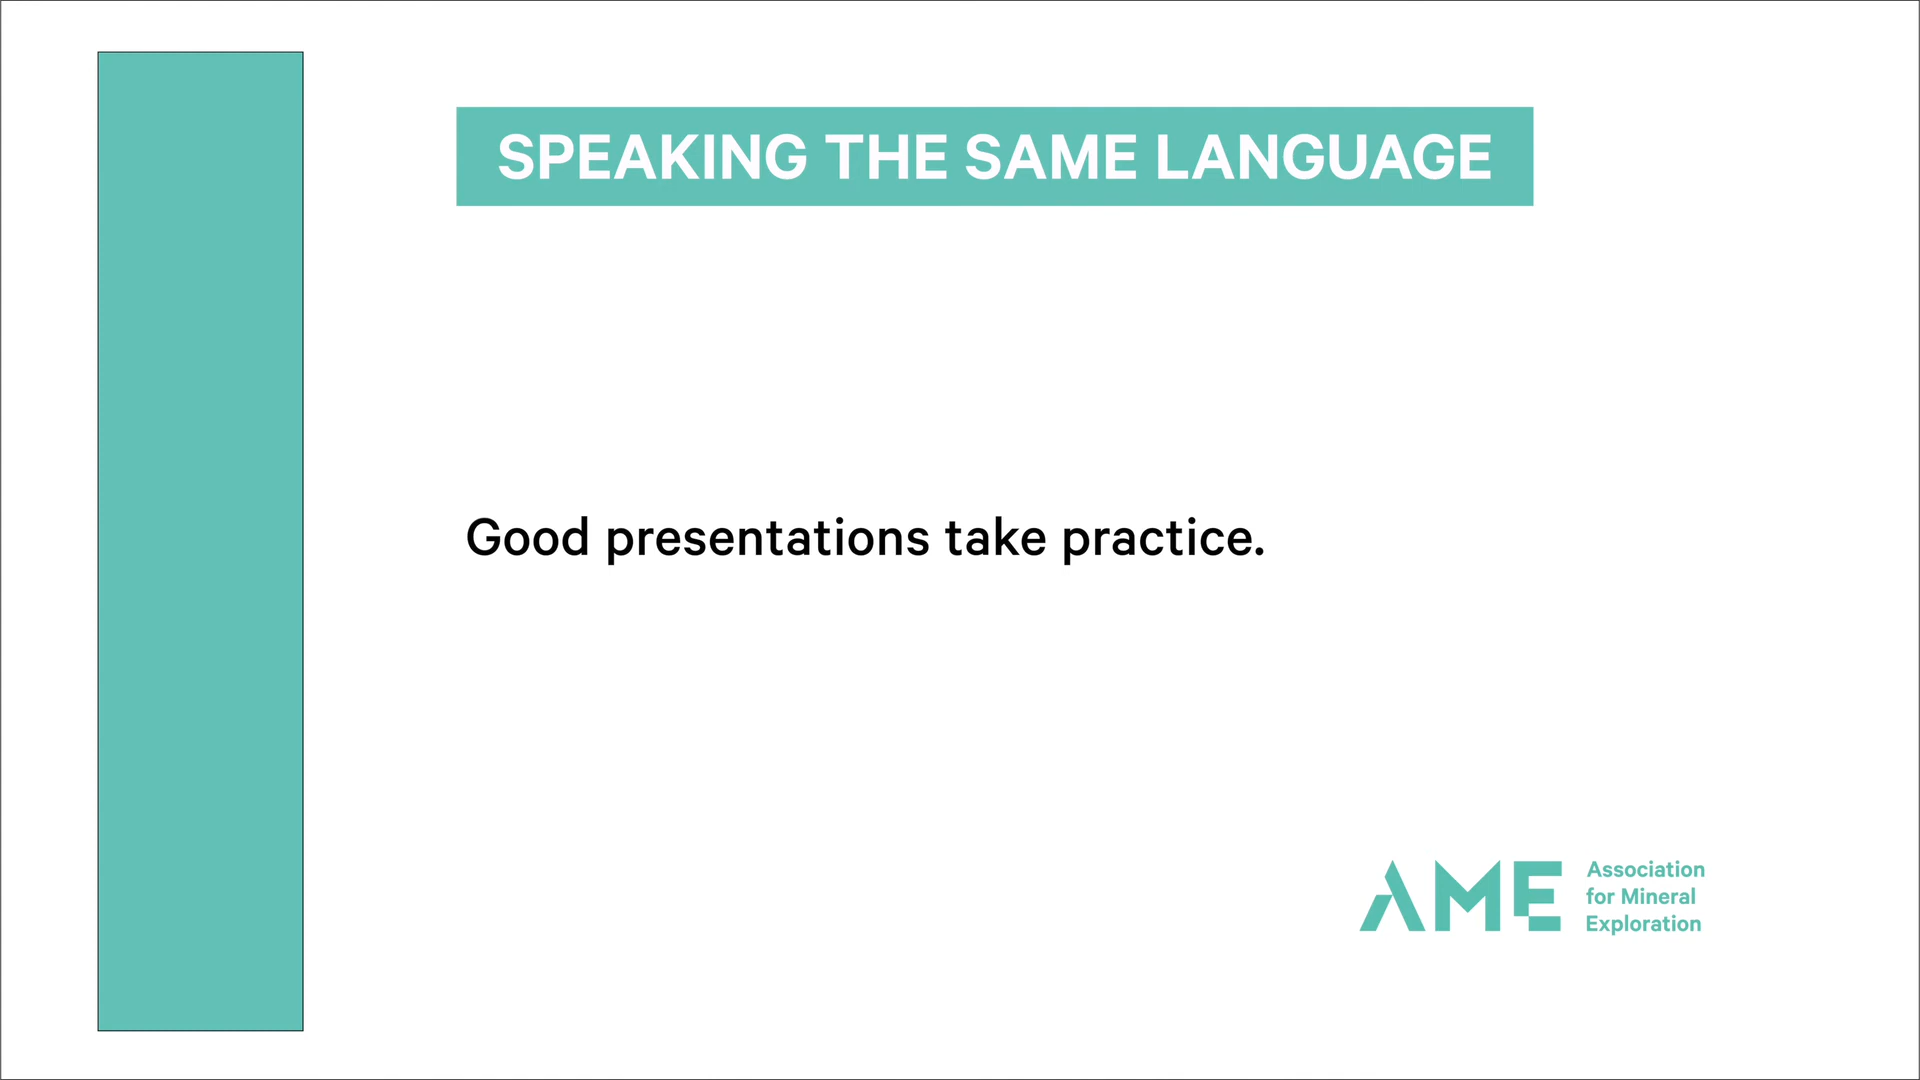 SPEAKING THE SAME LANGUAGE
Good presentations take practice.
AME
Association
for Mineral
Exploration